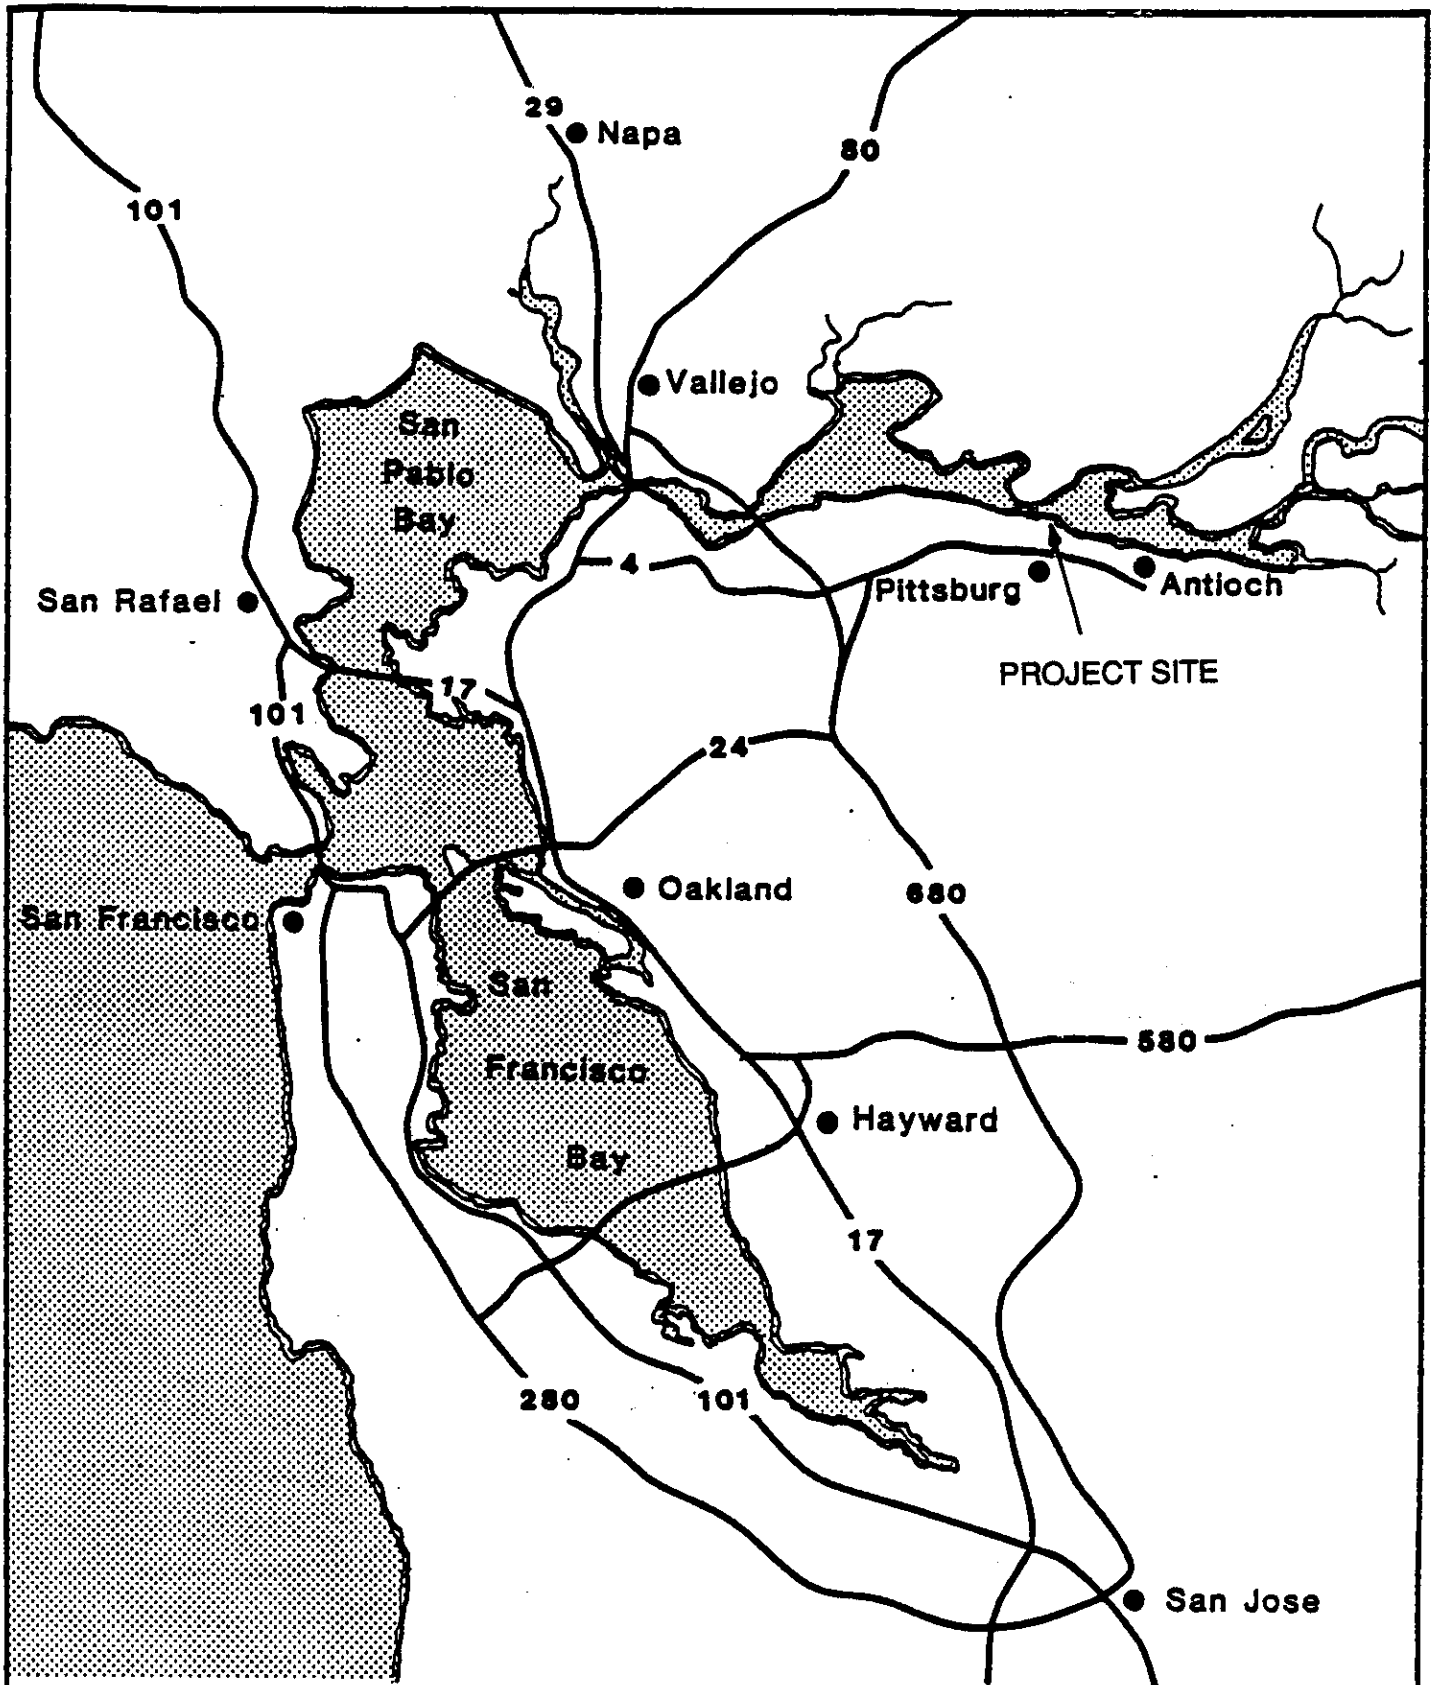 29
Napa
80
101
Vallejo
San
Pablo
Bay
4
Pittsburg
Antioch
San Rafael
PROJECT SITE
17
101
24
Oakland
680
San Francisco
San
Francisco
Bay
580
Hayward
17
280
101
San Jose